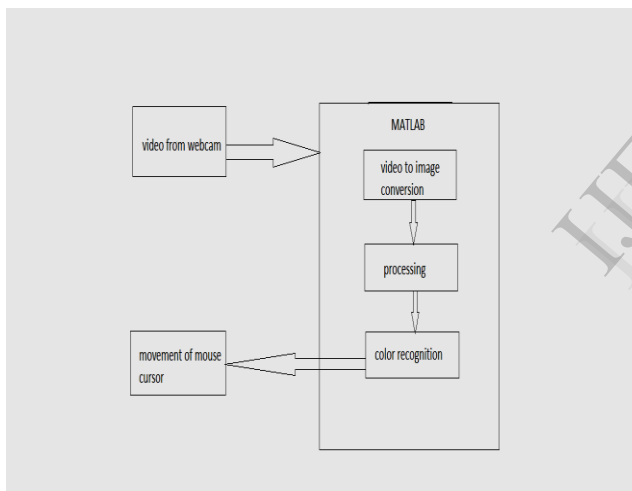 video from webcam
MATLAB
video to image
conversion
processing
color recognition
movement of mouse
cursor